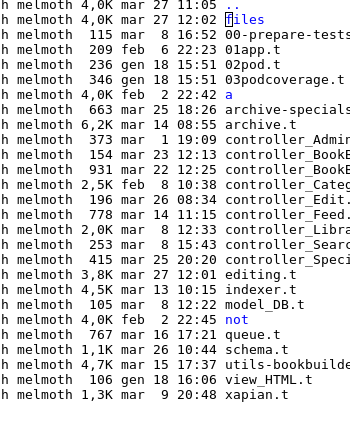 h melmoth 4,0K mar 27 11:05 ..
h melmoth 4,0K mar 27 12:02 files
h melmoth 115 mar 8 16:52 00-prepare-tests
h melmoth 209 feb 6 22:23 01app.t
h melmoth 236 gen 18 15:51 02pod.t
h melmoth 346 gen 18 15:51 03podcoverage.t
h melmoth 4,0K feb 2 22:42 a
h melmoth 663 mar 25 18:26 archive-specials
h melmoth 6,2K mar 14 08:55 archive.t
h melmoth 373 mar 1 19:09 controller_Admin
h melmoth 154 mar 23 12:13 controller_BookB
h melmoth 931 mar 22 12:25 controller_BookB
h melmoth 2,5K feb 8 10:38 controller_Categ
h melmoth 196 mar 26 08:34 controller_Edit.
h melmoth 778 mar 14 11:15 controller_Feed.
h melmoth 2,0K mar 8 12:33 controller_Libra
h melmoth 253 mar 8 15:43 controller_Searc
h melmoth 415 mar 25 20:20 controller_Speci
h melmoth 3,8K mar 27 12:01 editing.t
h melmoth 4,5K mar 13 10:15 indexer.t
h melmoth 105 mar 8 12:22 model_DB.t
h melmoth 4,0K feb 2 22:45 not
h melmoth 767 mar 16 17:21 queue.t
h melmoth 1,1K mar 26 10:44 schema.t
h melmoth 4,7K mar 15 17:37 utils-bookbuilde
h melmoth 106 gen 18 16:06 view_HTML.t
h melmoth 1,3K mar 9 20:48 xapian.t